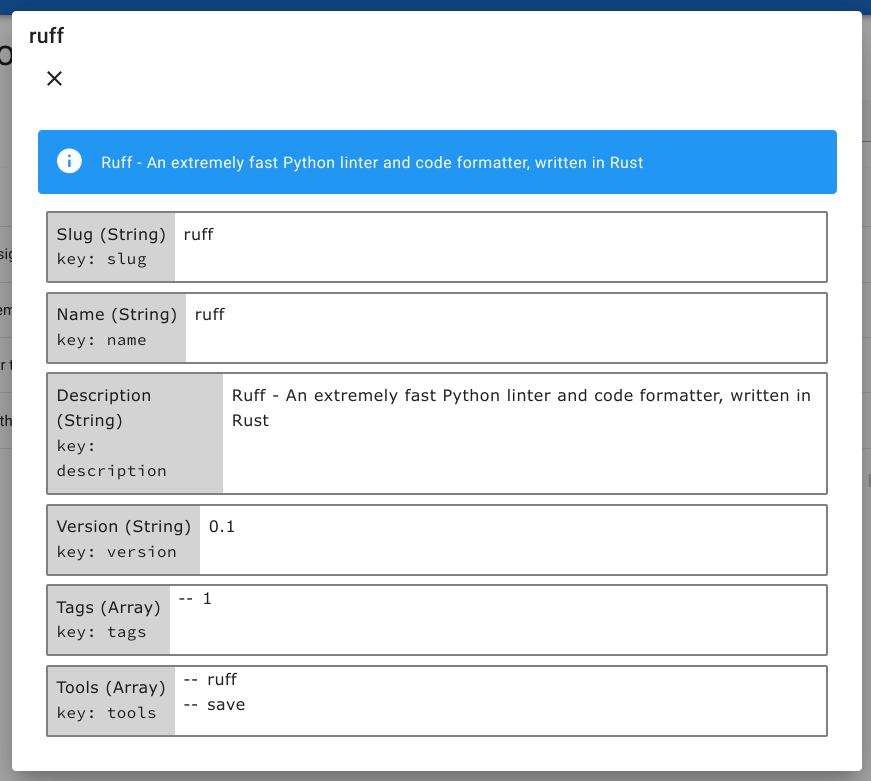 ruff
Ruff - An extremely fast Python linter and code formatter, written in Rust
Slug (String)
key: slug
ruff
Name (String)
key: name
ruff
Description
(String)
key:
description
Ruff - An extremely fast Python linter and code formatter, written in
Rust
Version (String)
key: version
0.1
Tags (Array)
key: tags
-- 1
Tools (Array)
key: tools
-- ruff
-- save